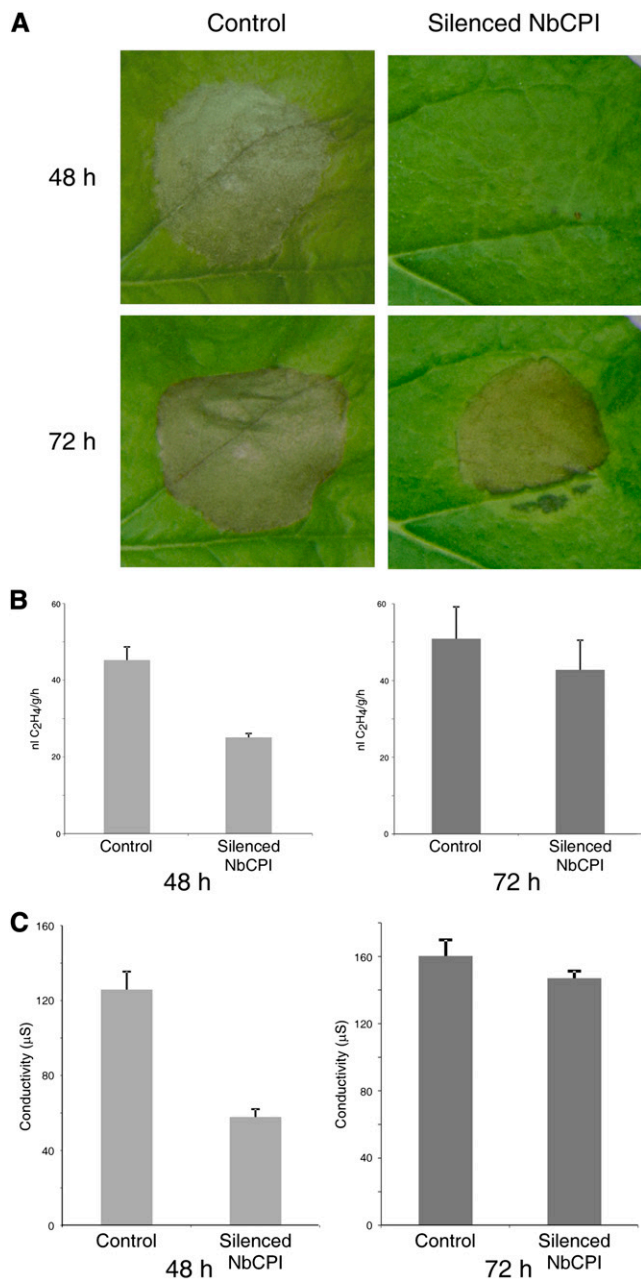 A
Control
Silenced NbCPI
48 h
72 h
B
60
40
20
0
nl C₂H₄/g/h
Control
Silenced
NbCPI
48 h
60
40
20
0
nl C₂H₄/g/h
Control
Silenced
NbCPI
72 h
C
160
120
80
40
0
Conductivity (µS)
Control
Silenced
NbCPI
48 h
160
120
80
40
0
Conductivity (µS)
Control
Silenced
NbCPI
72 h